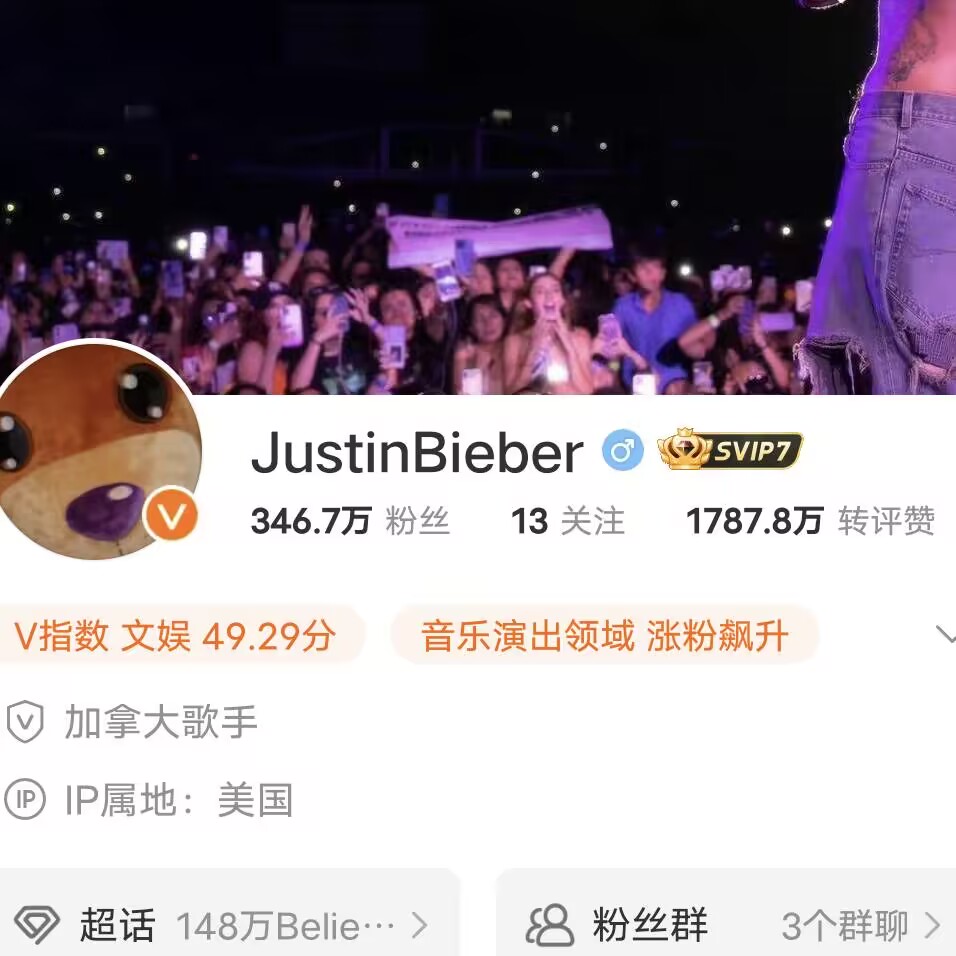 JustinBieber SVIP7
346.7万 粉丝 13 关注 1787.8万 转评赞
V指数 文娱 49.29分 音乐演出领域 涨粉飙升
加拿大歌手
IP IP属地：美国
超话 148万Belie… 粉丝群 3个群聊